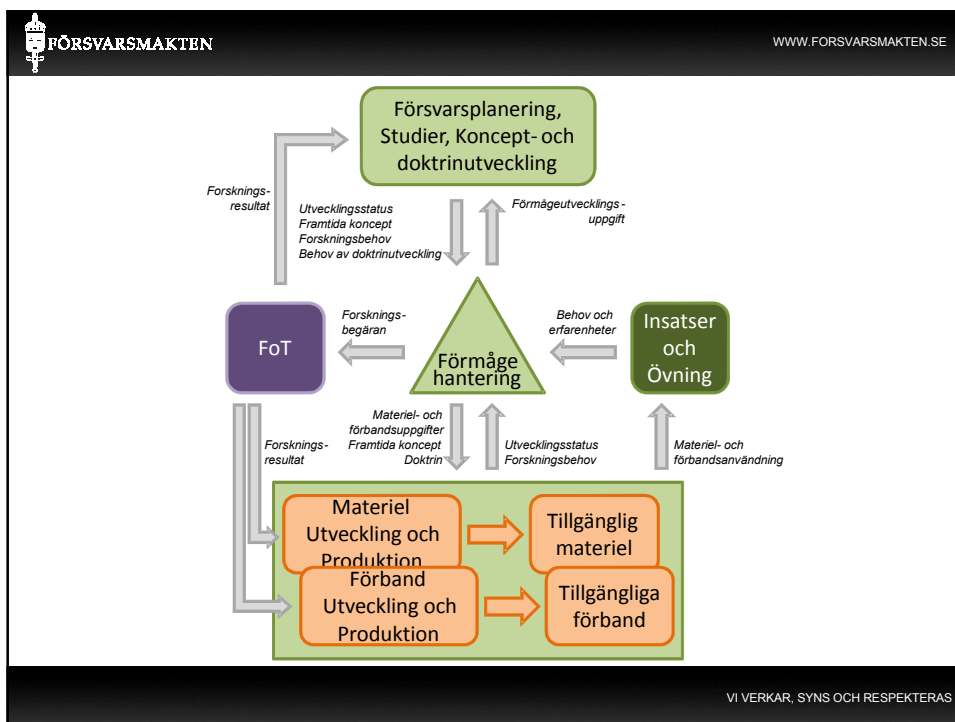 FÖRSVARSMAKTEN
WWW.FORSVARSMAKTEN.SE
Försvarsplanering,
Studier, Koncept- och
doktrinutveckling
Forsknings-
resultat
Utvecklingsstatus
Framtida koncept
Forskningsbehov
Behov av doktrinutveckling
Förmågeutvecklings-
uppgift
FoT
Forsknings-
begäran
Förmåge
hantering
Behov och
erfarenheter
Insatser
och
Övning
Forsknings-
resultat
Materiel- och
förbandsuppgifter
Framtida koncept
Doktrin
Utvecklingsstatus
Forskningsbehov
Materiel- och
förbandsanvändning
Materiel
Utveckling och
Produktion
Tillgänglig
materiel
Förband
Utveckling och
Produktion
Tillgängliga
förband
VI VERKAR, SYNS OCH RESPEKTERAS